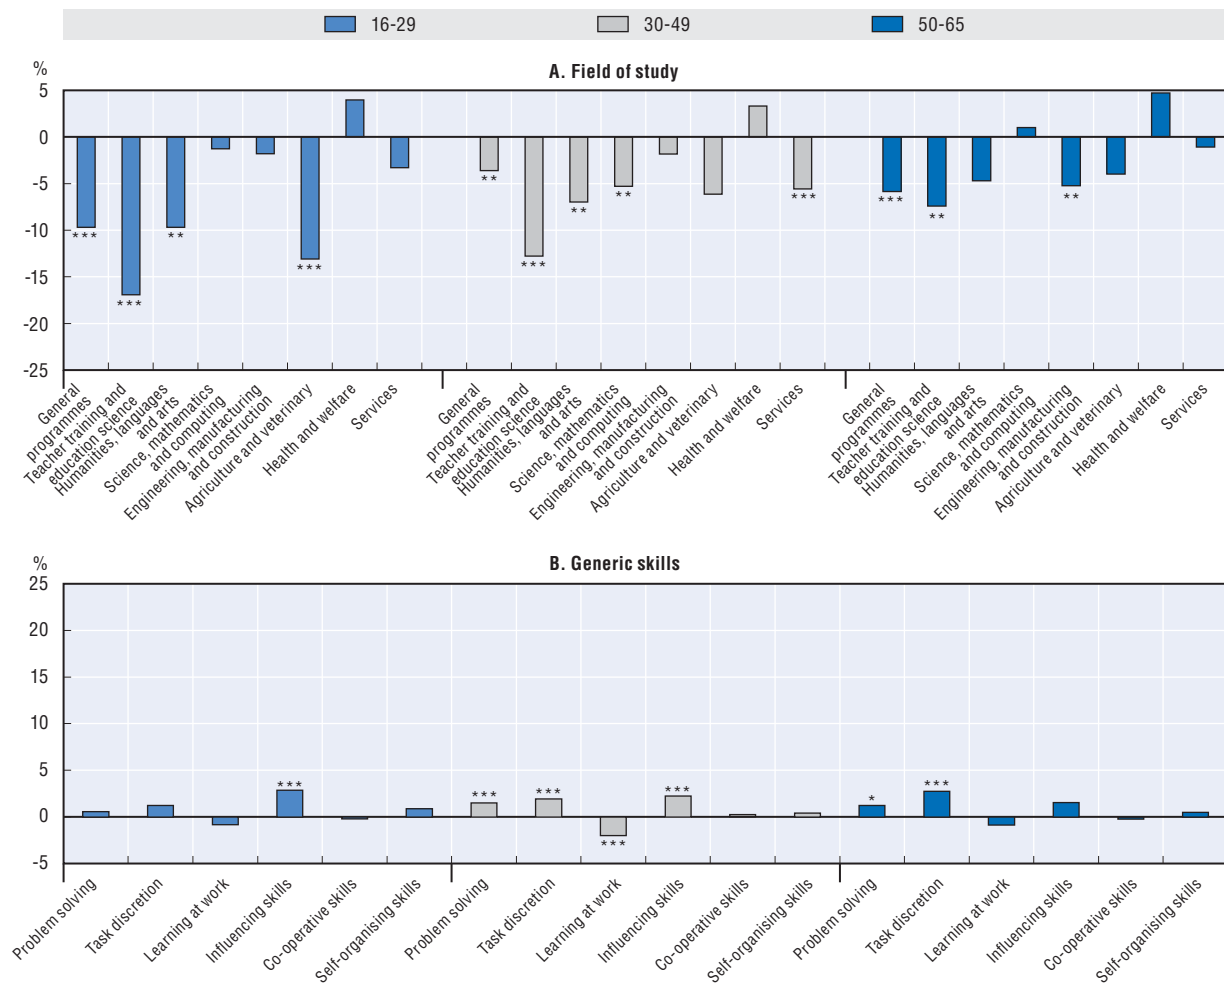 16-29 30-49 50-65
%
A. Field of study
5
0
-5
-10
-15
-20
-25
***
***
**
***
**
***
**
**
***
***
**
**
General
programmes
Teacher training and
education science
Humanities, languages
and arts
Science, mathematics
and computing
Engineering, manufacturing
and construction
Agriculture and veterinary
Health and welfare
Services
General
programmes
Teacher training and
education science
Humanities, languages
and arts
Science, mathematics
and computing
Engineering, manufacturing
and construction
Agriculture and veterinary
Health and welfare
Services
General
programmes
Teacher training and
education science
Humanities, languages
and arts
Science, mathematics
and computing
Engineering, manufacturing
and construction
Agriculture and veterinary
Health and welfare
Services
%
B. Generic skills
25
20
15
10
5
0
-5
***
***
***
***
***
*
***
Problem solving
Task discretion
Learning at work
Influencing skills
Co-operative skills
Self-organising skills
Problem solving
Task discretion
Learning at work
Influencing skills
Co-operative skills
Self-organising skills
Problem solving
Task discretion
Learning at work
Influencing skills
Co-operative skills
Self-organising skills